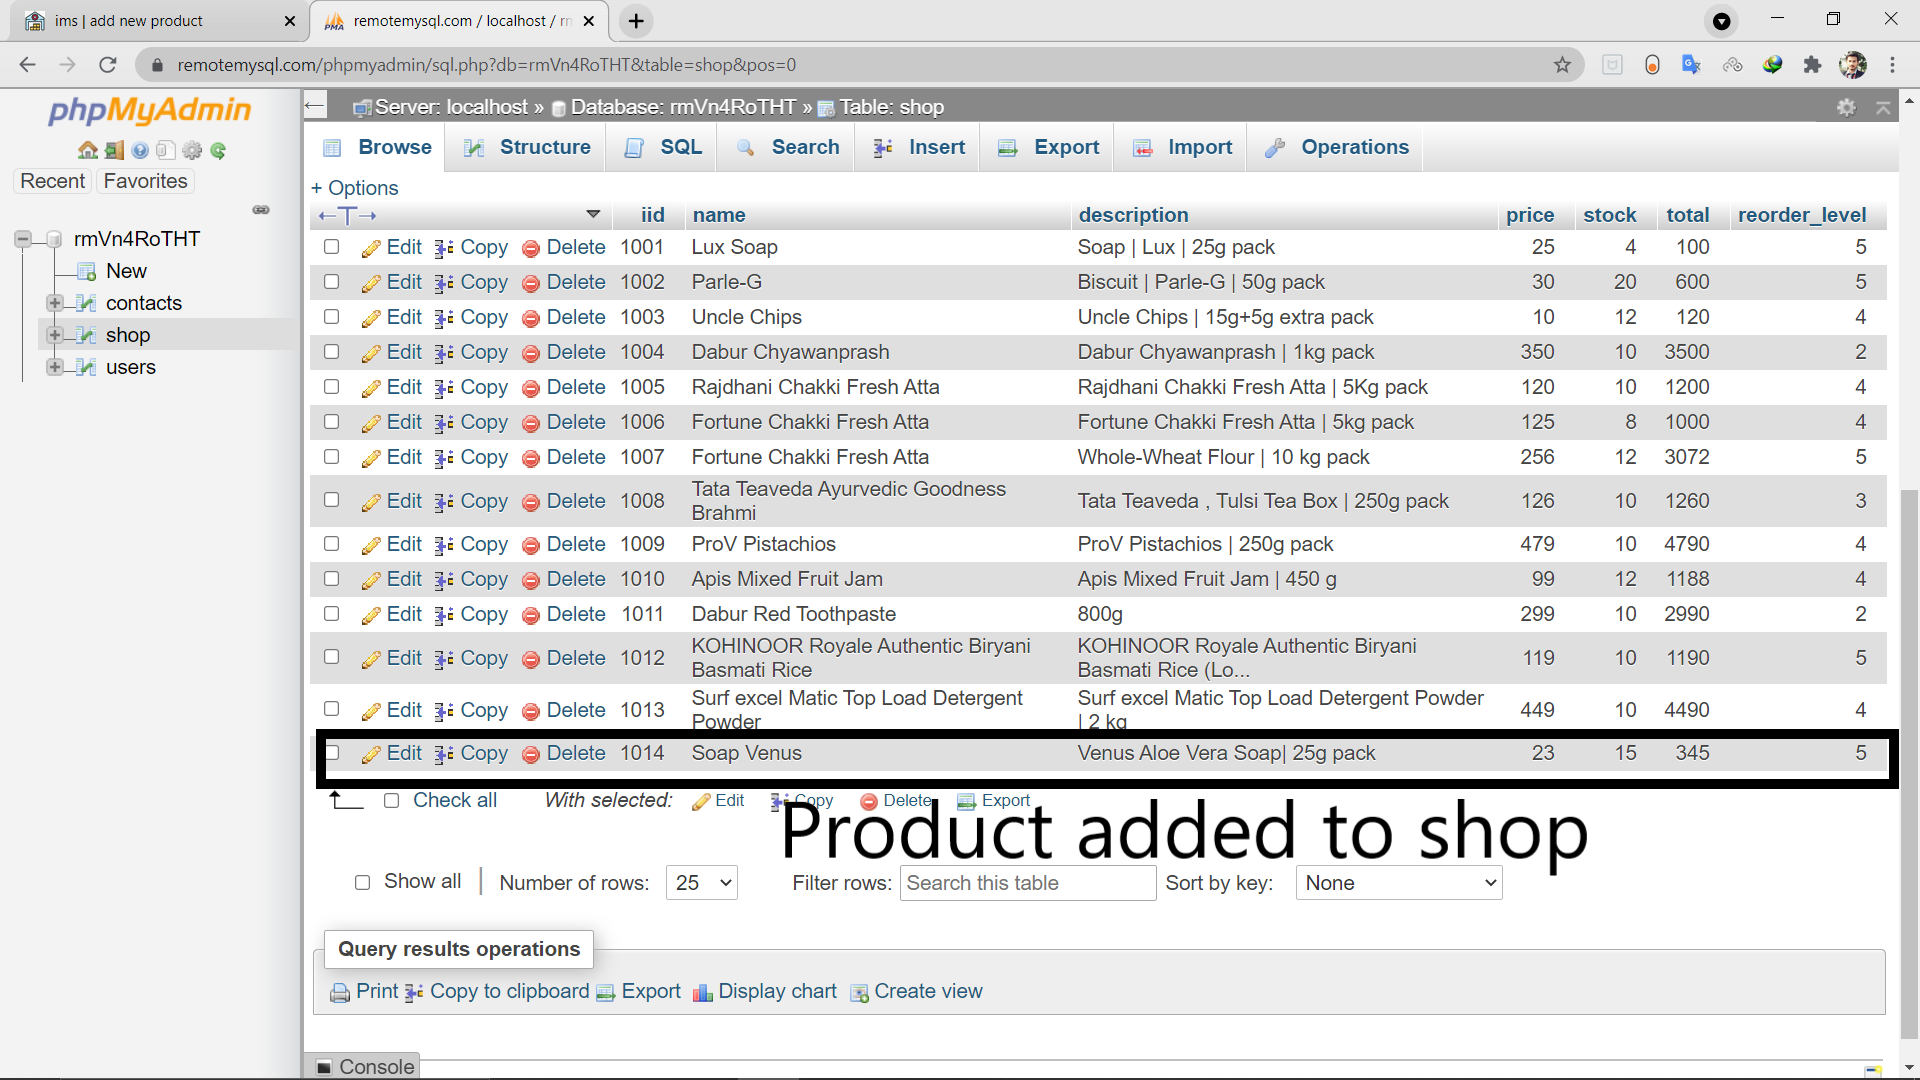 ims | add new product
remotemysql.com / localhost / rn
remotemysql.com/phpmyadmin/sql.php?db=rmVn4RoTHT&table=shop&pos=0
phpMyAdmin
Recent Favorites
rmVn4RoTHT
New
contacts
shop
users
Server: localhost » Database: rmVn4RoTHT » Table: shop
Browse Structure SQL Search Insert Export Import Operations
+ Options
←T→ iid name description price stock total reorder_level
Edit Copy Delete 1001 Lux Soap Soap | Lux | 25g pack 25 4 100 5
Edit Copy Delete 1002 Parle-G Biscuit | Parle-G | 50g pack 30 20 600 5
Edit Copy Delete 1003 Uncle Chips Uncle Chips | 15g+5g extra pack 10 12 120 4
Edit Copy Delete 1004 Dabur Chyawanprash Dabur Chyawanprash | 1kg pack 350 10 3500 2
Edit Copy Delete 1005 Rajdhani Chakki Fresh Atta Rajdhani Chakki Fresh Atta | 5Kg pack 120 10 1200 4
Edit Copy Delete 1006 Fortune Chakki Fresh Atta Fortune Chakki Fresh Atta | 5kg pack 125 8 1000 4
Edit Copy Delete 1007 Fortune Chakki Fresh Atta Whole-Wheat Flour | 10 kg pack 256 12 3072 5
Edit Copy Delete 1008 Tata Teaveda Ayurvedic Goodness Brahmi Tata Teaveda , Tulsi Tea Box | 250g pack 126 10 1260 3
Edit Copy Delete 1009 ProV Pistachios ProV Pistachios | 250g pack 479 10 4790 4
Edit Copy Delete 1010 Apis Mixed Fruit Jam Apis Mixed Fruit Jam | 450 g 99 12 1188 4
Edit Copy Delete 1011 Dabur Red Toothpaste 800g 299 10 2990 2
Edit Copy Delete 1012 KOHINOOR Royale Authentic Biryani Basmati Rice KOHINOOR Royale Authentic Biryani Basmati Rice (Lo... 119 10 1190 5
Edit Copy Delete 1013 Surf excel Matic Top Load Detergent Powder Surf excel Matic Top Load Detergent Powder | 2 kg 449 10 4490 4
Edit Copy Delete 1014 Soap Venus Venus Aloe Vera Soap| 25g pack 23 15 345 5
Check all With selected: Edit Copy Delete Export
Product added to shop
Show all Number of rows: 25 Filter rows: Search this table Sort by key: None
Query results operations
Print Copy to clipboard Export Display chart Create view
Console